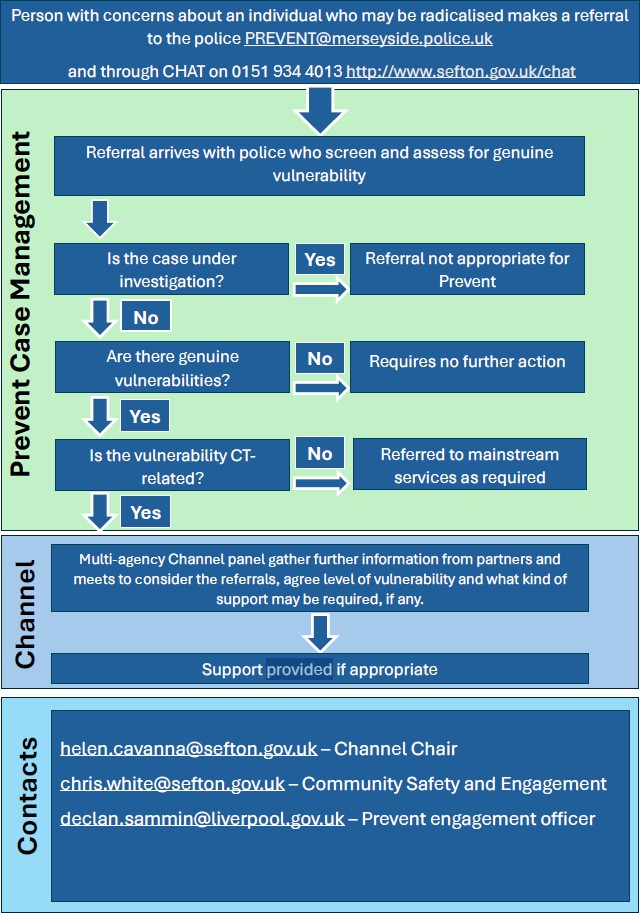 Person with concerns about an individual who may be radicalised makes a referral
to the police PREVENT@merseyside.police.uk
and through CHAT on 0151 934 4013 http://www.sefton.gov.uk/chat
Prevent Case Management
Referral arrives with police who screen and assess for genuine
vulnerability
Is the case under
investigation?
Yes
Referral not appropriate for
Prevent
No
Are there genuine
vulnerabilities?
No
Requires no further action
Yes
Is the vulnerability CT-
related?
No
Referred to mainstream
services as required
Yes
Channel
Multi-agency Channel panel gather further information from partners and
meets to consider the referrals, agree level of vulnerability and what kind of
support may be required, if any.
Support provided if appropriate
Contacts
helen.cavanna@sefton.gov.uk – Channel Chair
chris.white@sefton.gov.uk – Community Safety and Engagement
declan.sammin@liverpool.gov.uk – Prevent engagement officer